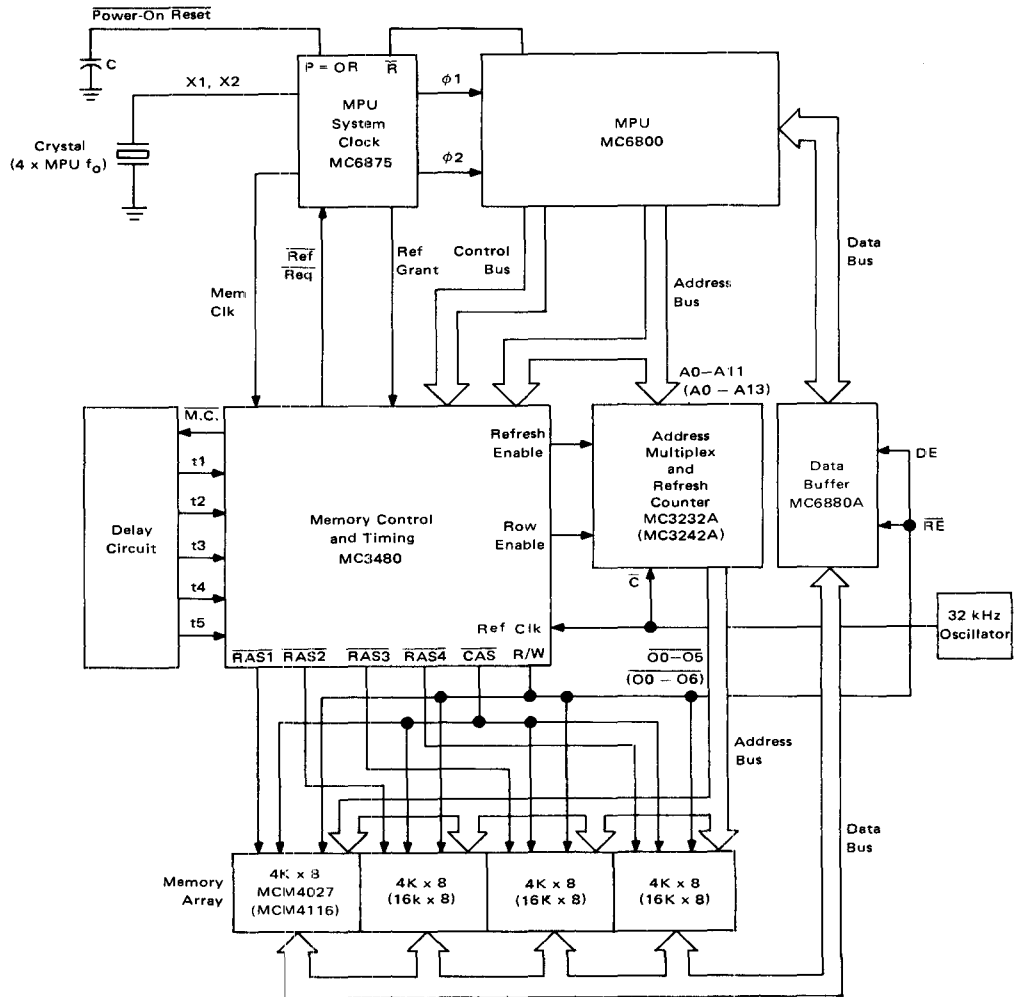 Power-On Reset
C
X1, X2
Crystal
(4 x MPU fo)
P = OR
R
MPU
System
Clock
MC6875
ϕ1
ϕ2
MPU
MC6800
Mem
Clk
Ref
Req
Ref
Grant
Control
Bus
Address
Bus
Data
Bus
A0–A11
(A0 – A13)
Delay
Circuit
M.C.
t1
t2
t3
t4
t5
Memory Control
and Timing
MC3480
Refresh
Enable
Row
Enable
Ref Clk
RAS1
RAS2
RAS3
RAS4
CAS
R/W
Address
Multiplex
and
Refresh
Counter
MC3232A
(MC3242A)
C
Data
Buffer
MC6880A
DE
RE
32 kHz
Oscillator
O0–O5
(O0 – O6)
Address
Bus
Data
Bus
Memory
Array
4K x 8
MCM4027
(MCM4116)
4K x 8
(16k x 8)
4K x 8
(16K x 8)
4K x 8
(16K x 8)